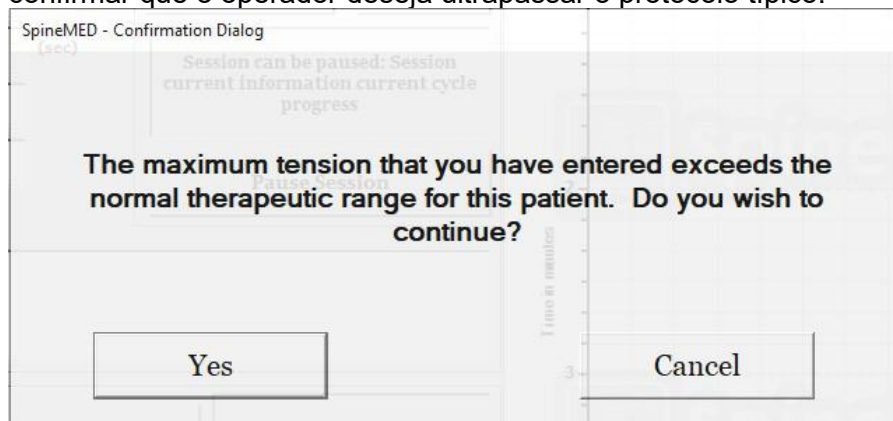 confirmar que o operador deseja ultrapassar o protocolo típico.
SpineMED - Confirmation Dialog
(sec)
Session can be paused: Session
current information current cycle
progress
The maximum tension that you have entered exceeds the
Pause Session
normal therapeutic range for this patient. Do you wish to
continue?
Time in minutes
Yes
3
Cancel